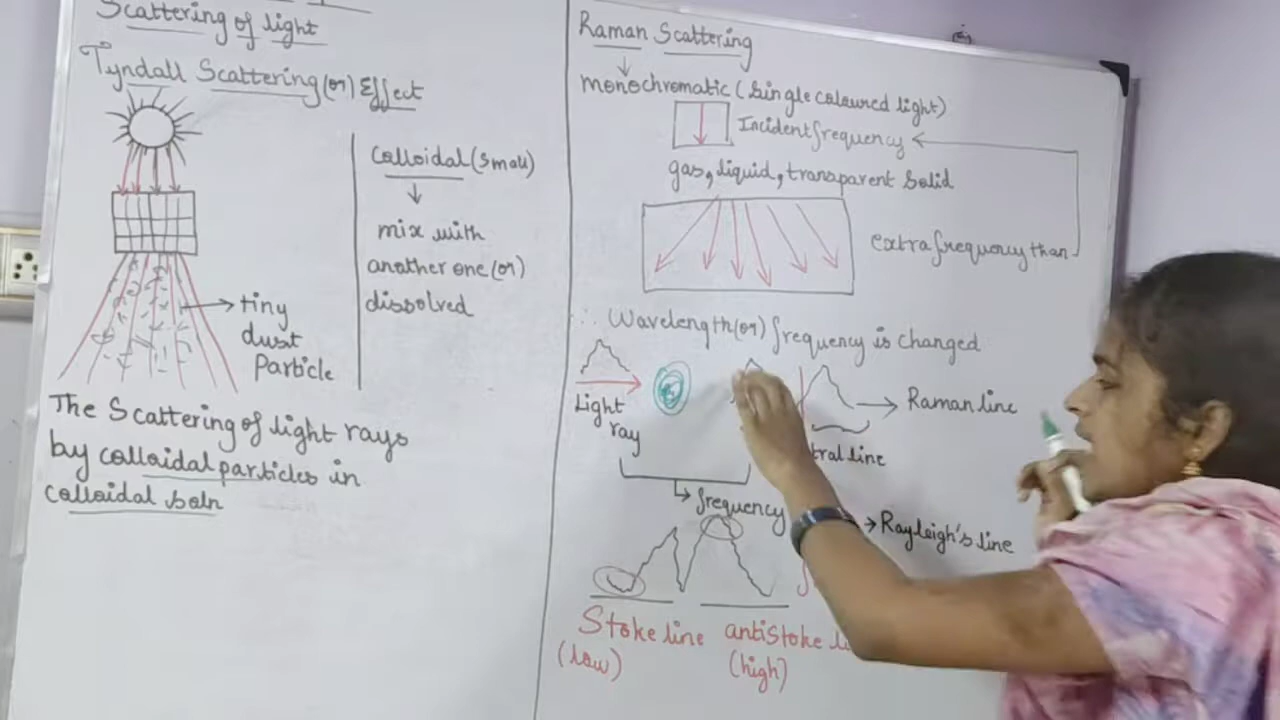 Scattering of light
Tyndall Scattering (or) Effect
Colloidal (small)
mix with
another one (or)
dissolved
tiny
dust
Particle
The Scattering of light rays
by colloidal particles in
colloidal soln
Raman Scattering
monochromatic (single coloured light)
Incident frequency
gas, liquid, transparent solid
extra frequency than
∴ Wavelength (or) frequency is changed
Light
ray
Raman line
tral line
frequency
Rayleigh's line
Stoke line
(low)
antistoke li
(high)